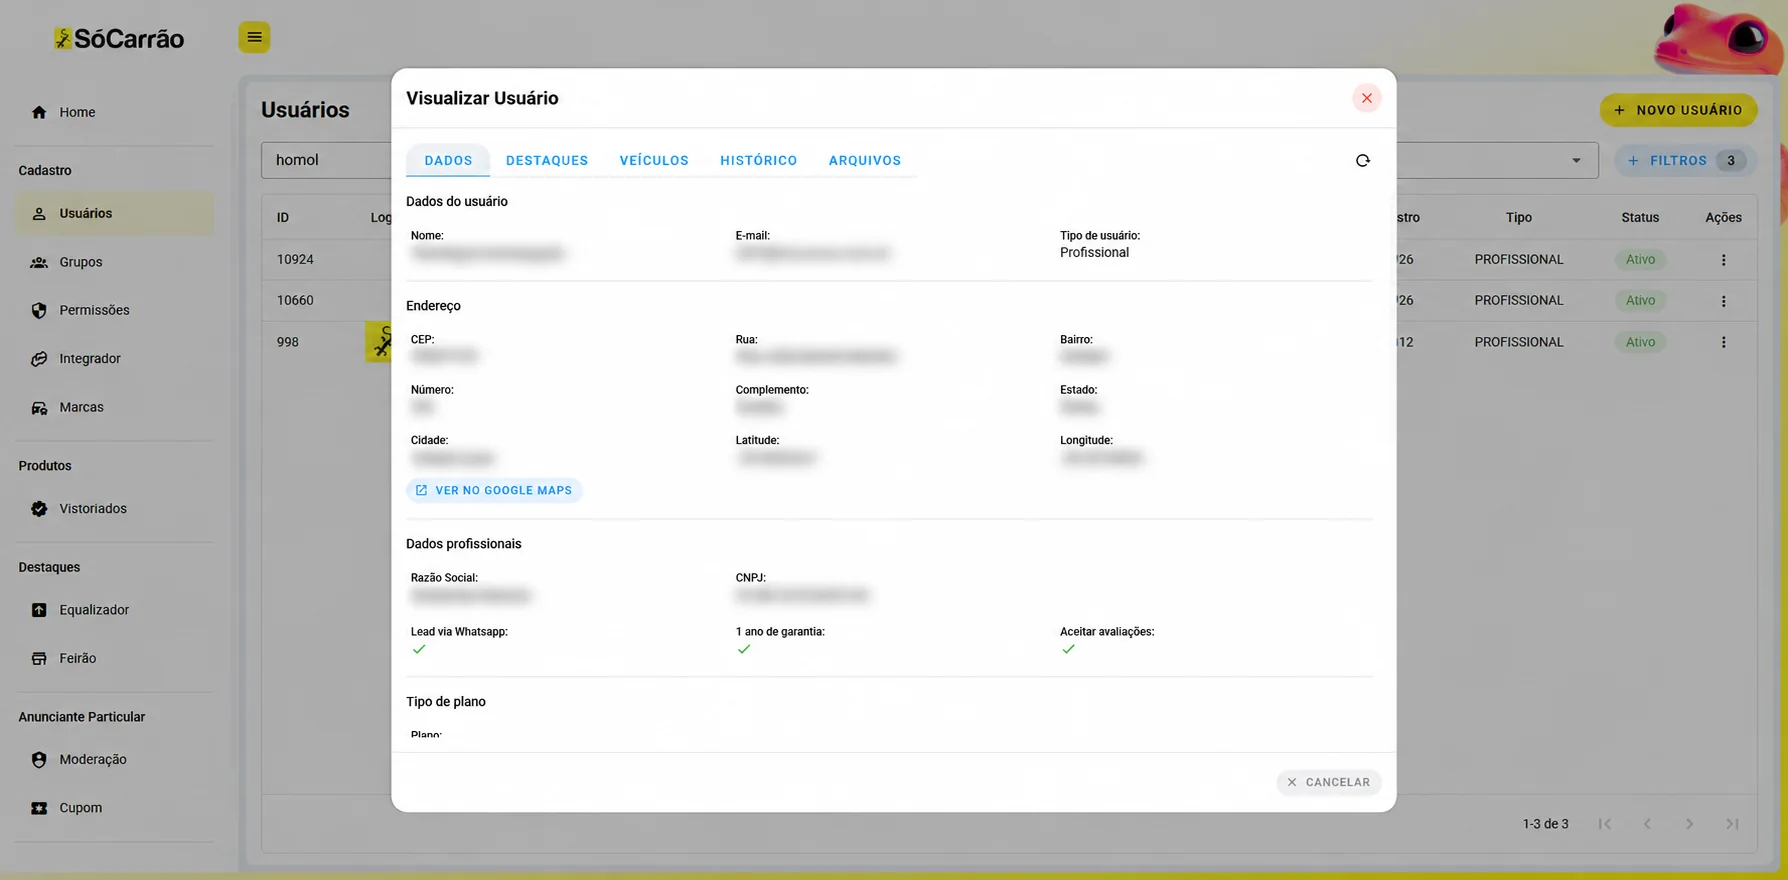 SóCarrão
Home
Cadastro
Usuários
Grupos
Permissões
Integrador
Marcas
Produtos
Vistoriados
Destaques
Equalizador
Feirão
Anunciante Particular
Moderação
Cupom
Usuários
+ NOVO USUÁRIO
homol
+ FILTROS 3
ID Log stro Tipo Status Ações
10924 26 PROFISSIONAL Ativo
10660 26 PROFISSIONAL Ativo
998 12 PROFISSIONAL Ativo
1-3 de 3
Visualizar Usuário
DADOS DESTAQUES VEÍCULOS HISTÓRICO ARQUIVOS
Dados do usuário
Nome: E-mail: Tipo de usuário:
Profissional
Endereço
CEP: Rua: Bairro:
Número: Complemento: Estado:
Cidade: Latitude: Longitude:
VER NO GOOGLE MAPS
Dados profissionais
Razão Social: CNPJ:
Lead via Whatsapp: 1 ano de garantia: Aceitar avaliações:
Tipo de plano
Plano:
CANCELAR